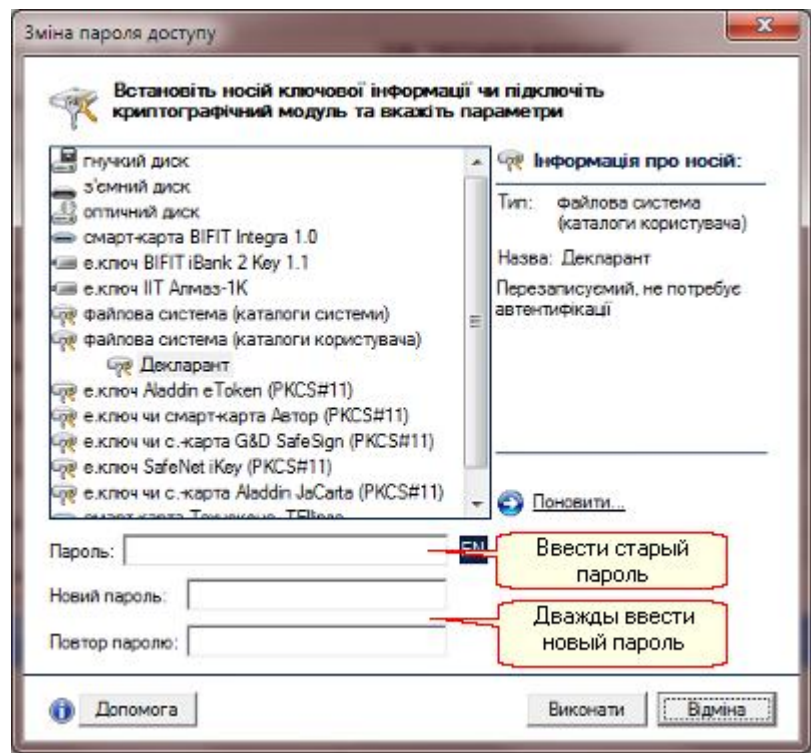 Зміна пароля доступу
Встановіть носій ключової інформації чи підключіть
криптографічний модуль та вкажіть параметри
гнучкий диск
з'ємний диск
оптичний диск
смарт-карта BIFIT Integra 1.0
е.ключ BIFIT iBank 2 Key 1.1
е.ключ ІІТ Алмаз-1К
файлова система (каталоги системи)
файлова система (каталоги користувача)
Декларант
е.ключ Aladdin eToken (PKCS#11)
е.ключ чи смарт-карта Автор (PKCS#11)
е.ключ чи с.-карта G&D SafeSign (PKCS#11)
е.ключ SafeNet iKey (PKCS#11)
е.ключ чи с.-карта Aladdin JaCarta (PKCS#11)
смарт-карта
Інформація про носій:
Тип: файлова система
(каталоги користувача)
Назва: Декларант
Перезаписуємий, не потребує
автентифікації
Поновити...
Пароль:
EN
Ввести старый
пароль
Новий пароль:
Повтор паролю:
Дважды ввести
новый пароль
Допомога
Виконати
Відміна